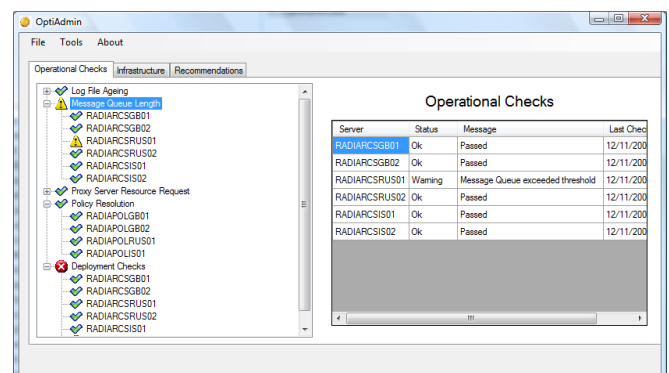 OptiAdmin
File Tools About
Operational Checks Infrastructure Recommendations
Log File Ageing
Message Queue Length
RADIARCSGB01
RADIARCSGB02
RADIARCSRUS01
RADIARCSRUS02
RADIARCSIS01
RADIARCSIS02
Proxy Server Resource Request
Policy Resolution
RADIAPOLGB01
RADIAPOLGB02
RADIAPOLRUS01
RADIAPOLIS01
Deployment Checks
RADIARCSGB01
RADIARCSGB02
RADIARCSRUS01
RADIARCSRUS02
RADIARCSIS01
Operational Checks
Server Status Message Last Chec
RADIARCSGB01 Ok Passed 12/11/200
RADIARCSGB02 Ok Passed 12/11/200
RADIARCSRUS01 Warning Message Queue exceeded threshold 12/11/200
RADIARCSRUS02 Ok Passed 12/11/200
RADIARCSIS01 Ok Passed 12/11/200
RADIARCSIS02 Ok Passed 12/11/200